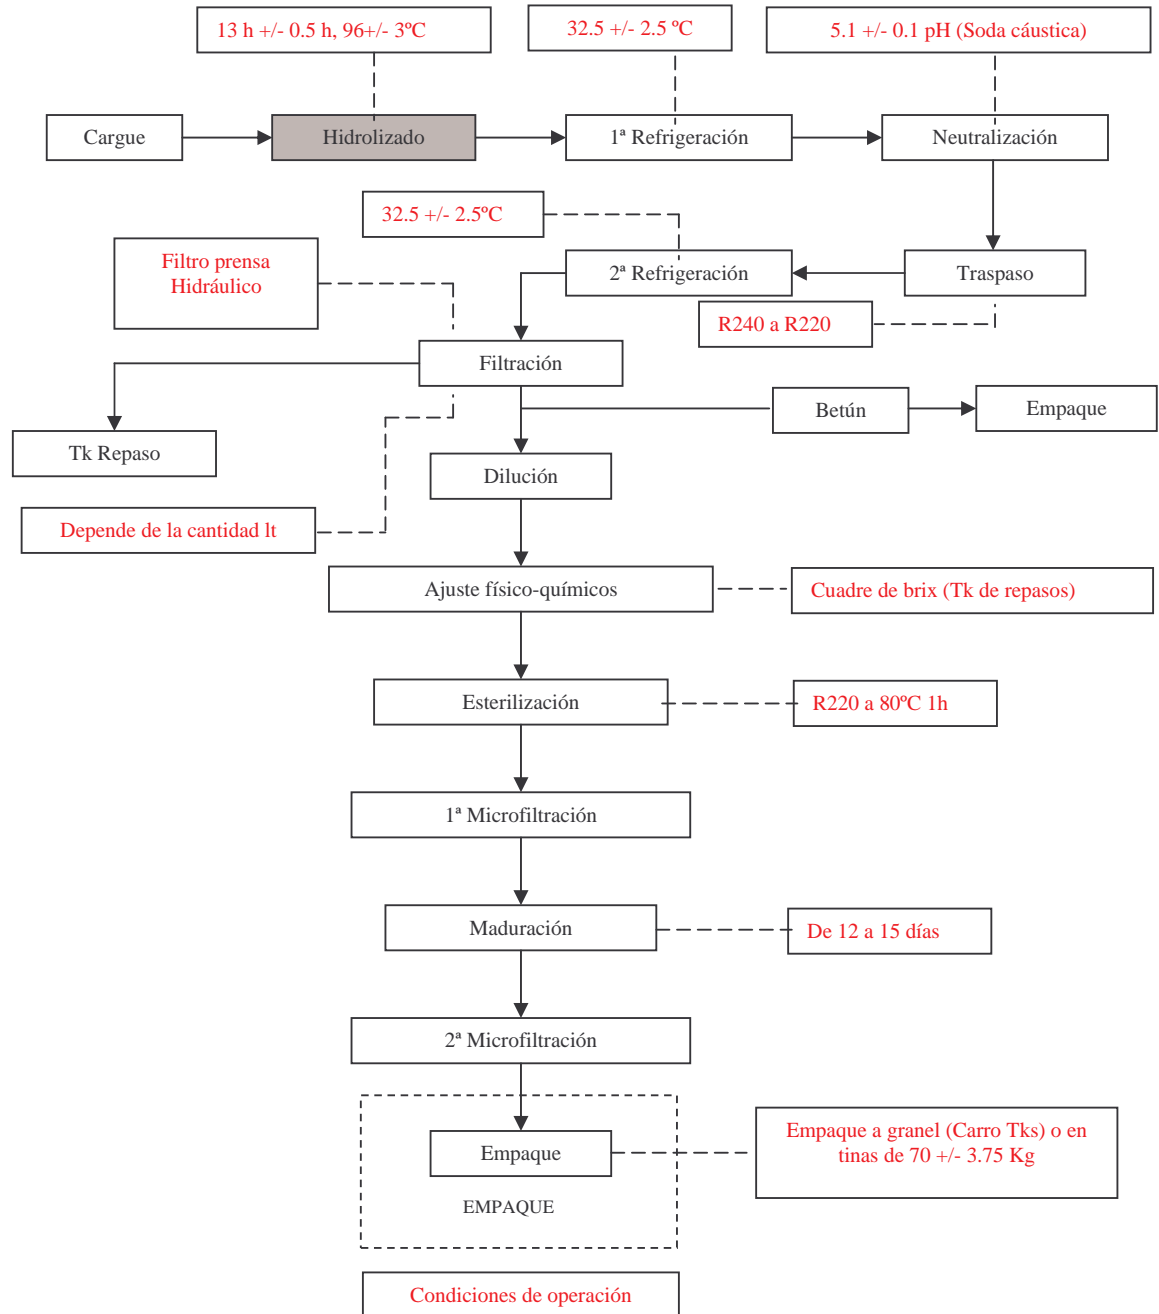 13 h +/- 0.5 h, 96+/- 3ºC
32.5 +/- 2.5 ºC
5.1 +/- 0.1 pH (Soda cáustica)
Cargue
Hidrolizado
1ª Refrigeración
Neutralización
32.5 +/- 2.5ºC
Filtro prensa
Hidráulico
2ª Refrigeración
Traspaso
R240 a R220
Filtración
Betún
Empaque
Tk Repaso
Dilución
Depende de la cantidad lt
Ajuste físico-químicos
Cuadre de brix (Tk de repasos)
Esterilización
R220 a 80ºC 1h
1ª Microfiltración
Maduración
De 12 a 15 días
2ª Microfiltración
Empaque
Empaque a granel (Carro Tks) o en
tinas de 70 +/- 3.75 Kg
EMPAQUE
Condiciones de operación